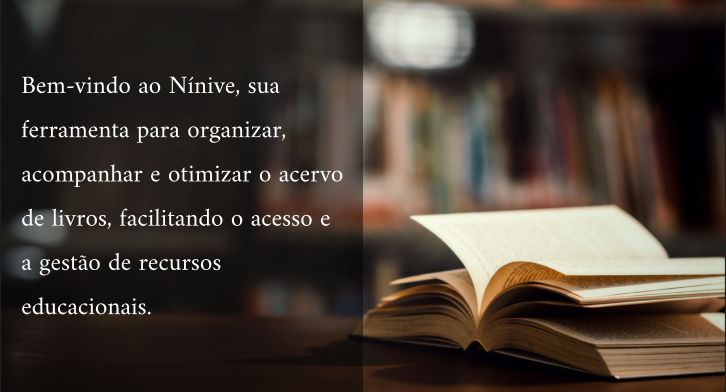 Bem-vindo ao Nínive, sua
ferramenta para organizar,
acompanhar e otimizar o acervo
de livros, facilitando o acesso e
a gestão de recursos
educacionais.